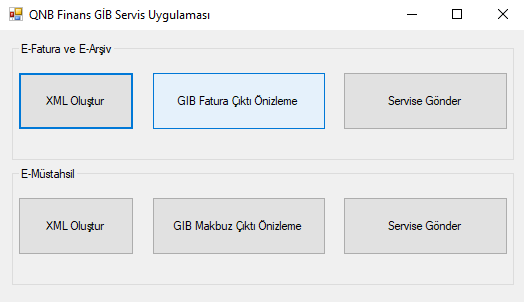 QNB Finans GİB Servis Uygulaması
E-Fatura ve E-Arşiv
XML Oluştur
GIB Fatura Çıktı Önizleme
Servise Gönder
E-Müstahsil
XML Oluştur
GIB Makbuz Çıktı Önizleme
Servise Gönder